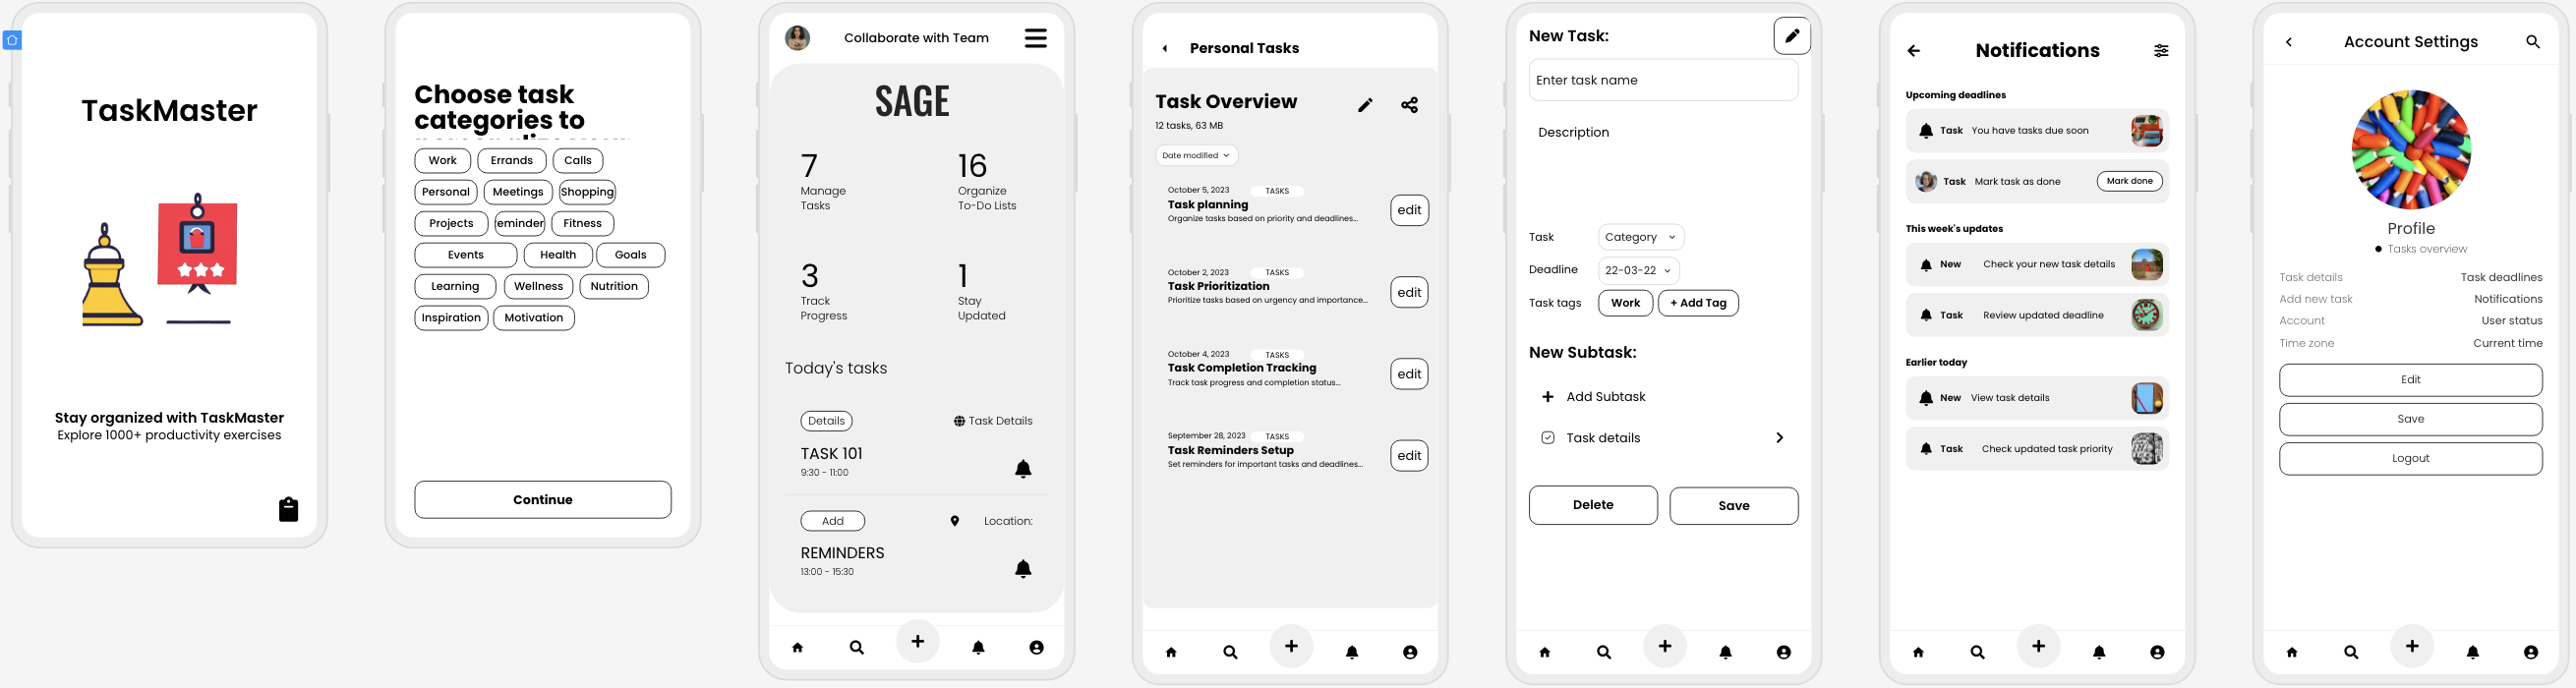 TaskMaster
Stay organized with TaskMaster
Explore 1000+ productivity exercises
Choose task
categories to
Work Errands Calls
Personal Meetings Shopping
Projects eminder Fitness
Events Health Goals
Learning Wellness Nutrition
Inspiration Motivation
Continue
Collaborate with Team
SAGE
7 16
Manage Organize
Tasks To-Do Lists
3 1
Track Stay
Progress Updated
Today's tasks
Details Task Details
TASK 101
9:30 - 11:00
Add Location:
REMINDERS
13:00 - 15:30
Personal Tasks
Task Overview
12 tasks, 63 MB
Date modified
October 5, 2023 TASKS
Task planning
Organize tasks based on priority and deadlines...
edit
October 2, 2023 TASKS
Task Prioritization
Prioritize tasks based on urgency and importance...
edit
October 4, 2023 TASKS
Task Completion Tracking
Track task progress and completion status...
edit
September 28, 2023 TASKS
Task Reminders Setup
Set reminders for important tasks and deadlines...
edit
New Task:
Enter task name
Description
Task Category
Deadline 22-03-22
Task tags Work + Add Tag
New Subtask:
Add Subtask
Task details
Delete Save
Notifications
Upcoming deadlines
Task You have tasks due soon
Task Mark task as done Mark done
This week's updates
New Check your new task details
Task Review updated deadline
Earlier today
New View task details
Task Check updated task priority
Account Settings
Profile
Tasks overview
Task details Task deadlines
Add new task Notifications
Account User status
Time zone Current time
Edit
Save
Logout